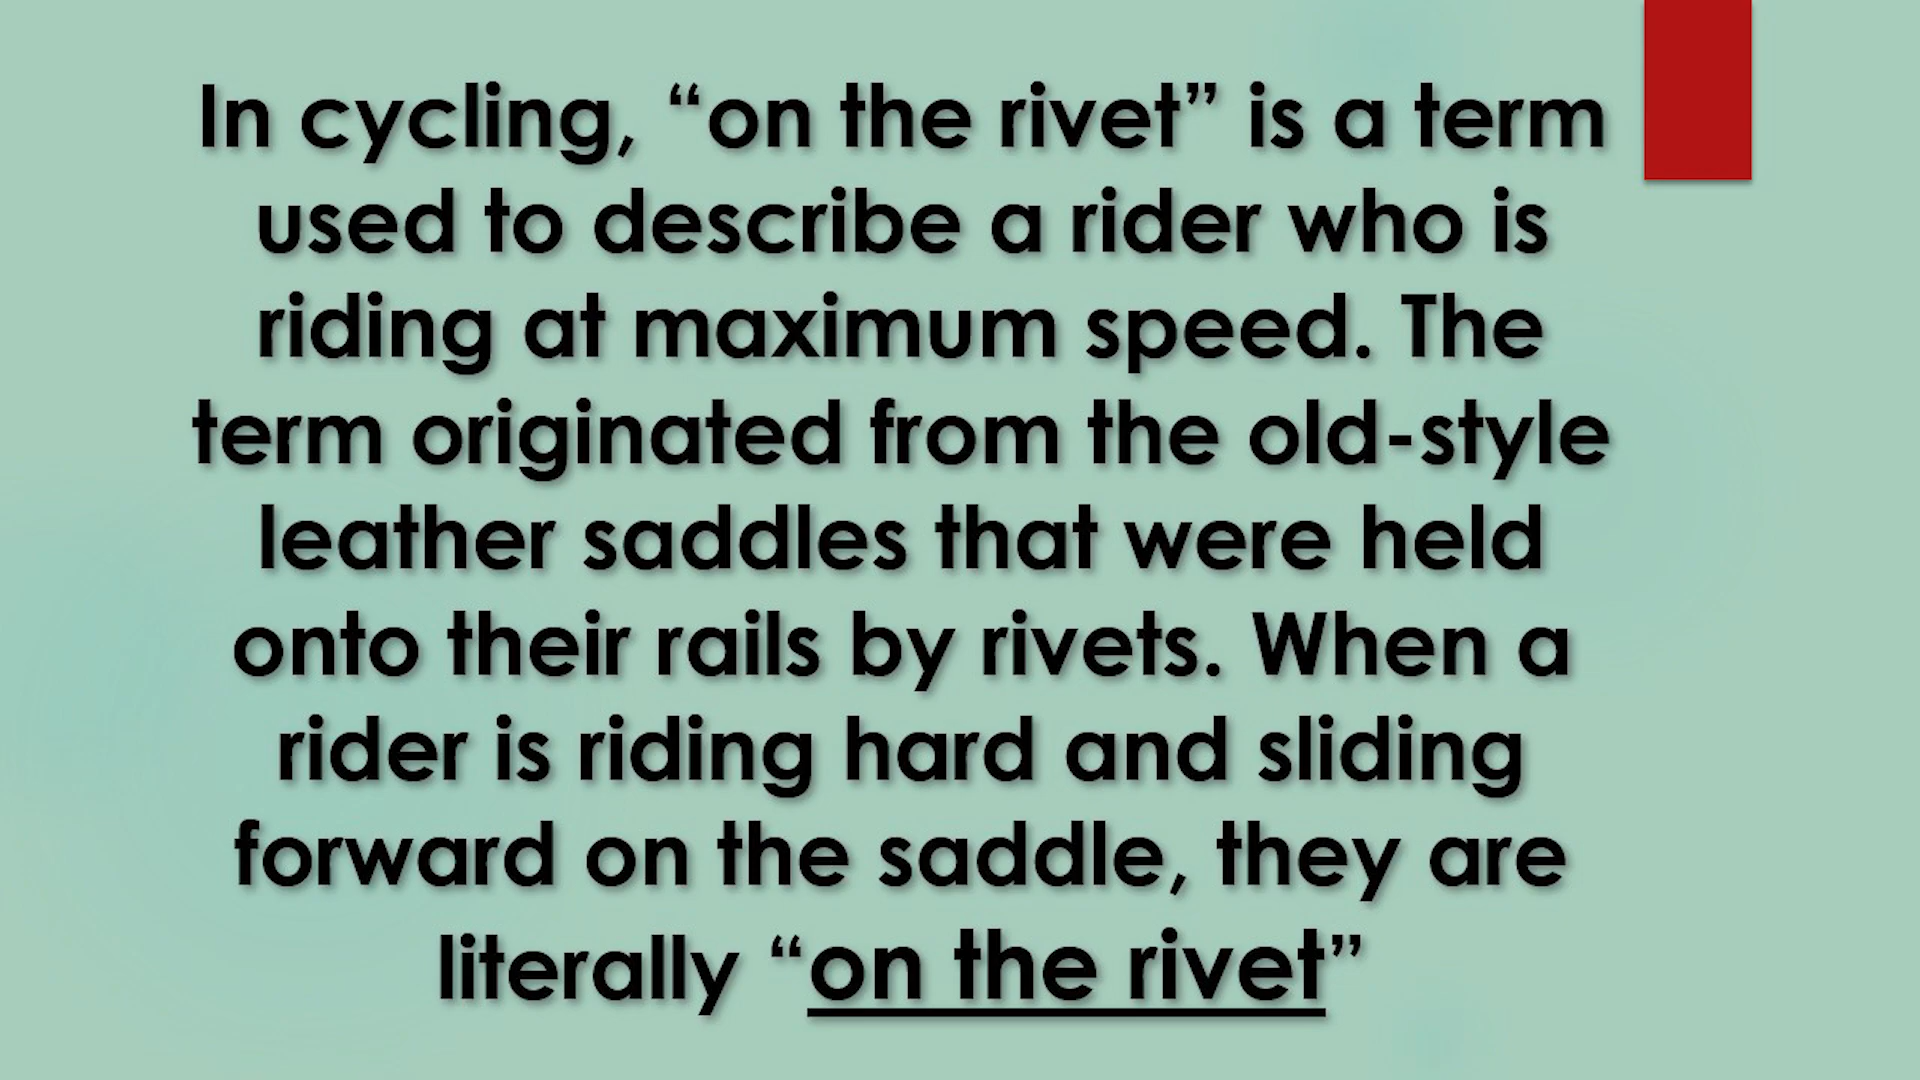 In cycling, “on the rivet” is a term
used to describe a rider who is
riding at maximum speed. The
term originated from the old-style
leather saddles that were held
onto their rails by rivets. When a
rider is riding hard and sliding
forward on the saddle, they are
literally “on the rivet”